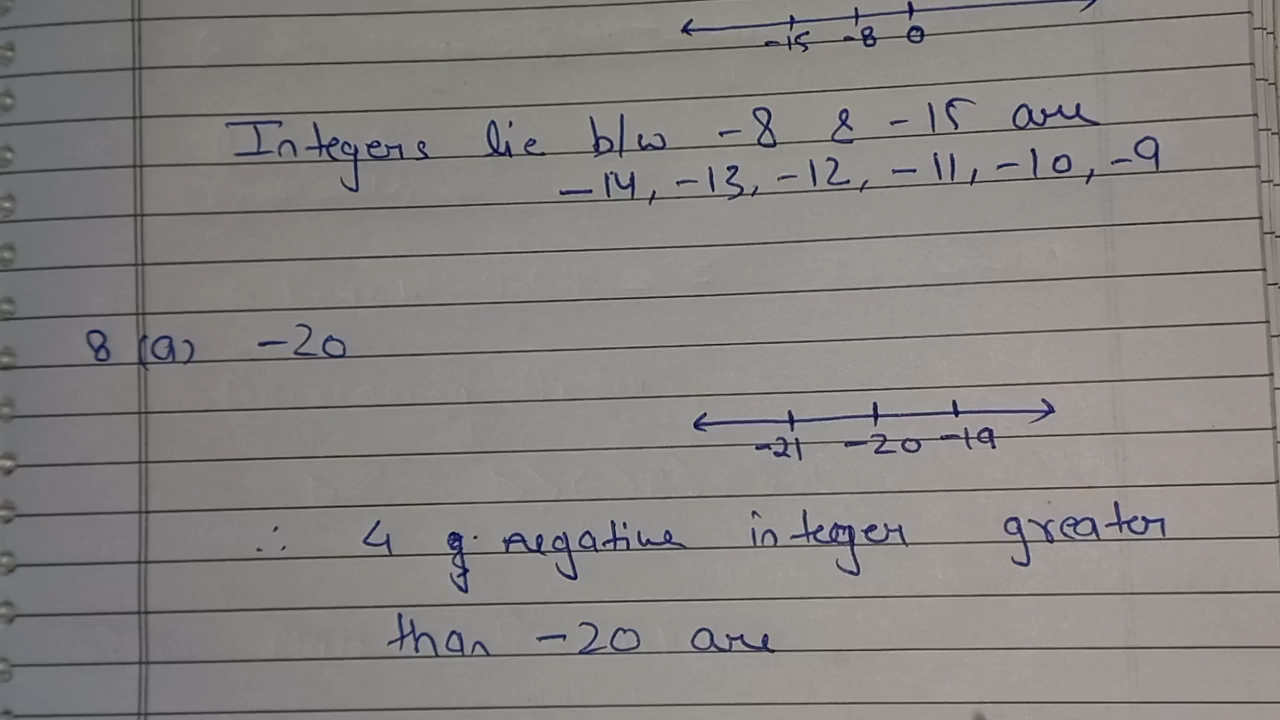 -15 -8 0
Integers lie b/w -8 & -15 are
-14, -13, -12, -11, -10, -9
8 (a) -20
-21 -20 -19
∴ 4 negative integer greater
than -20 are